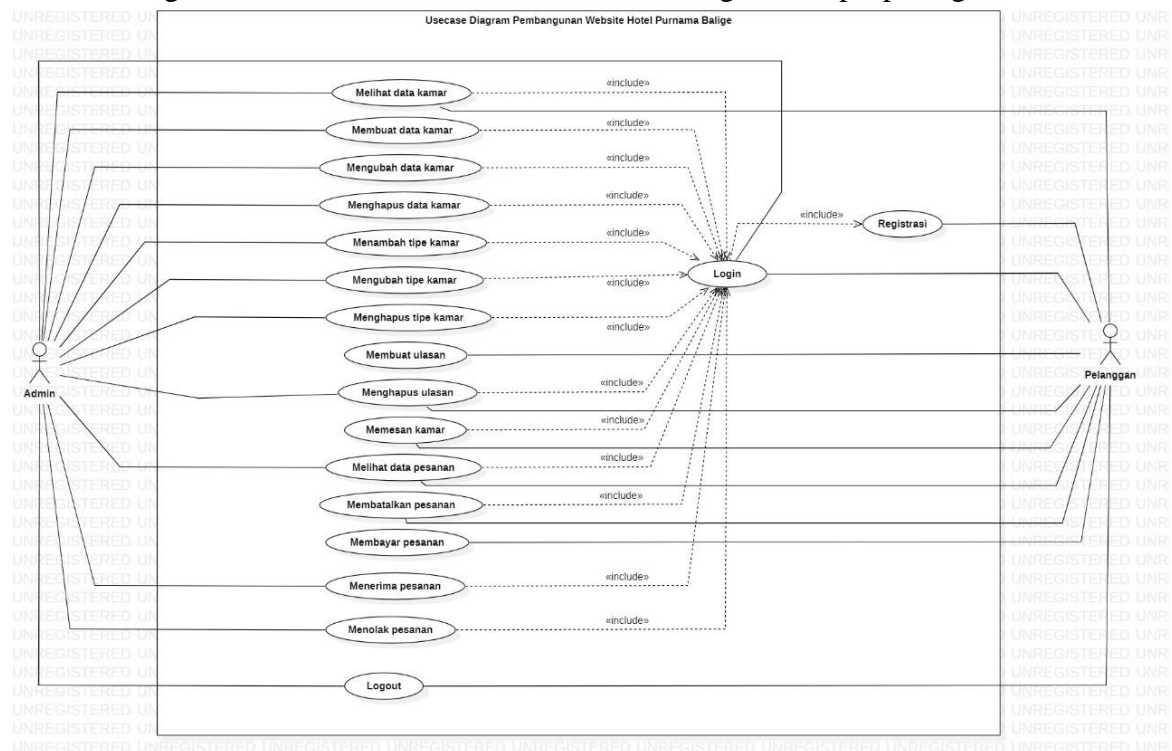 Usecase Diagram Pembangunan Website Hotel Purnama Balige
«include»
Melihat data kamar
«include»
Membuat data kamar
«include»
Mengubah data kamar
«include»
Menghapus data kamar
«include»
Registrasi
«include»
Menambah tipe kamar
Login
Mengubah tipe kamar
«include»
Menghapus tipe kamar
«include»
Membuat ulasan
Admin
Pelanggan
«include»
Menghapus ulasan
«include»
Memesan kamar
«include»
Melihat data pesanan
«include»
Membatalkan pesanan
Membayar pesanan
«include»
Menerima pesanan
«include»
Menolak pesanan
Logout
UNREGISTERED